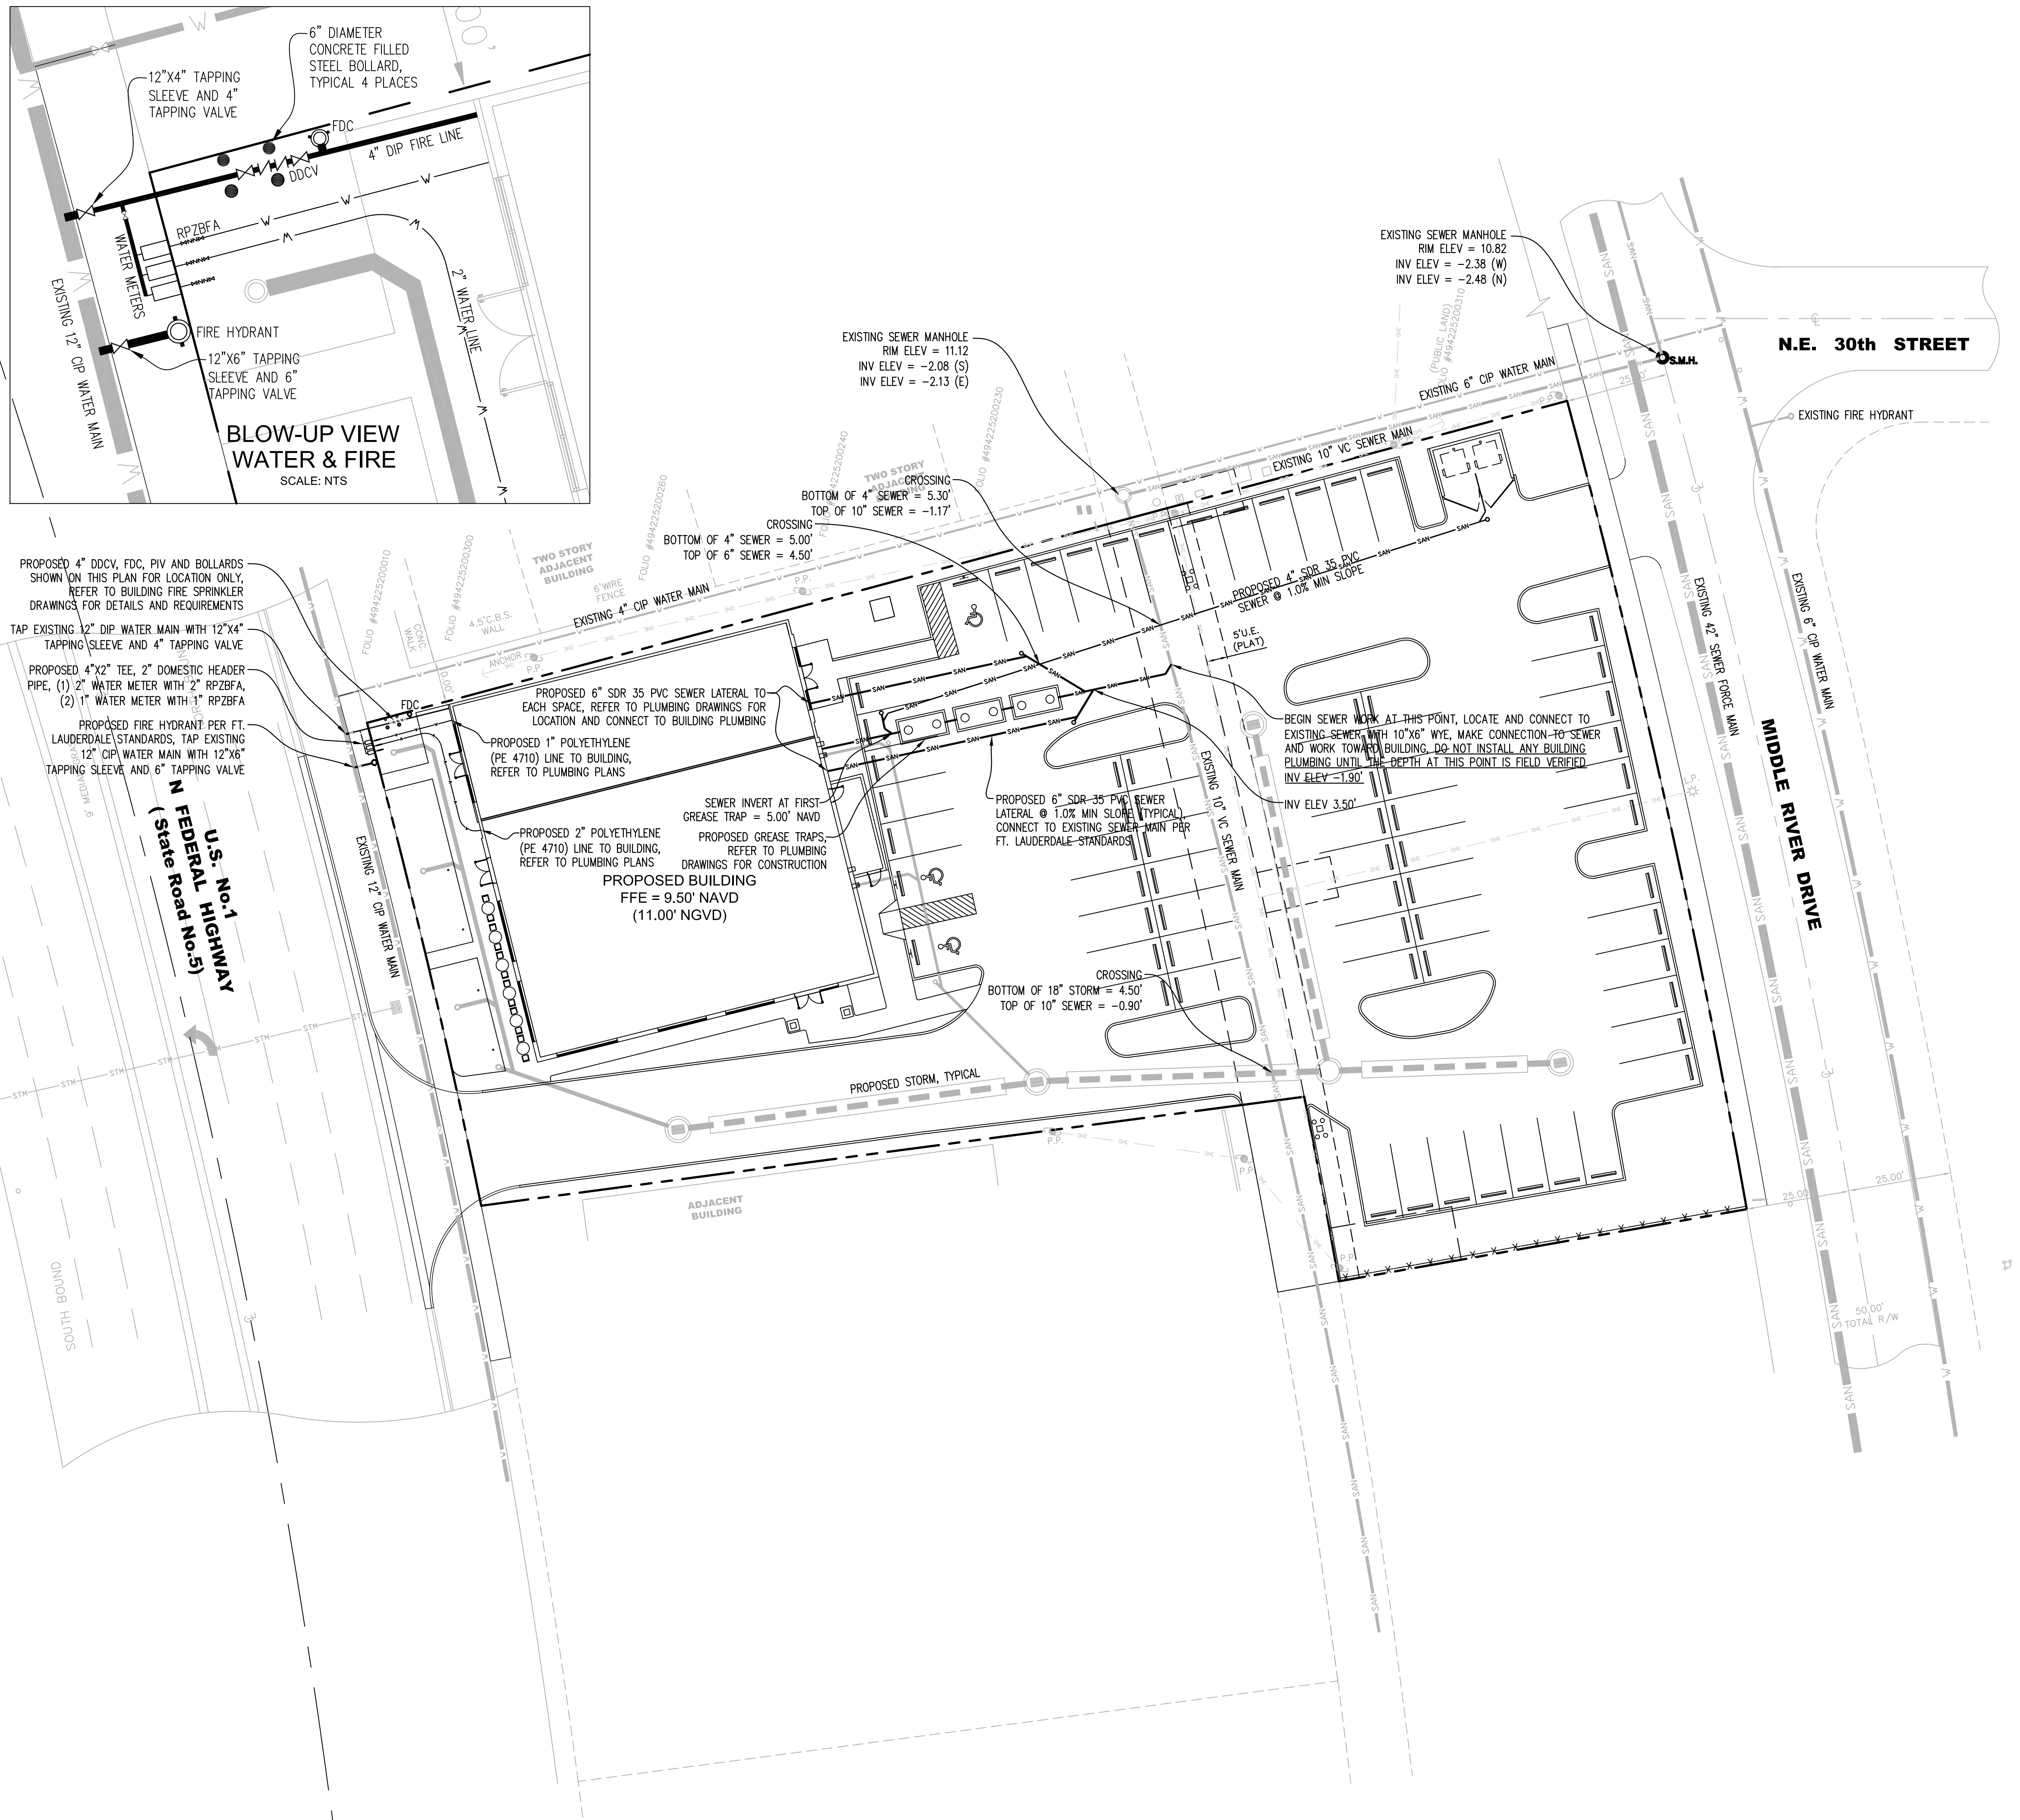 6" DIAMETER
CONCRETE FILLED
STEEL BOLLARD,
TYPICAL 4 PLACES
12"X4" TAPPING
SLEEVE AND 4"
TAPPING VALVE
FDC
4" DIP FIRE LINE
DDCV
RPZBFA
WATER METERS
EXISTING 12" CIP WATER MAIN
2" WATER LINE
FIRE HYDRANT
12"X6" TAPPING
SLEEVE AND 6"
TAPPING VALVE
BLOW-UP VIEW
WATER & FIRE
SCALE: NTS
EXISTING SEWER MANHOLE
RIM ELEV = 10.82
INV ELEV = -2.38 (W)
INV ELEV = -2.48 (N)
EXISTING SEWER MANHOLE
RIM ELEV = 11.12
INV ELEV = -2.08 (S)
INV ELEV = -2.13 (E)
N.E. 30th STREET
S.M.H.
EXISTING FIRE HYDRANT
EXISTING 6" CIP WATER MAIN
EXISTING 10" VC SEWER MAIN
(PUBLIC LAND)
25.00'
P.P.
TWO STORY
ADJACENT
BUILDING
CROSSING
BOTTOM OF 4" SEWER = 5.30'
TOP OF 10" SEWER = -1.17'
CROSSING
BOTTOM OF 4" SEWER = 5.00'
TOP OF 6" SEWER = 4.50'
FOLIO #494225200010
FOLIO #494225200300
FOLIO #494225200260
TWO STORY
ADJACENT
BUILDING
6' WIRE
FENCE
4.5' C.B.S.
WALL
CONC.
WALK
ANCHOR
P.P.
P.P.
EXISTING 4" CIP WATER MAIN
PROPOSED 4" DDCV, FDC, PIV AND BOLLARDS
SHOWN ON THIS PLAN FOR LOCATION ONLY,
REFER TO BUILDING FIRE SPRINKLER
DRAWINGS FOR DETAILS AND REQUIREMENTS
TAP EXISTING 12" DIP WATER MAIN WITH 12"X4"
TAPPING SLEEVE AND 4" TAPPING VALVE
PROPOSED 4"X2" TEE, 2" DOMESTIC HEADER
PIPE, (1) 2" WATER METER WITH 2" RPZBFA,
(2) 1" WATER METER WITH 1" RPZBFA
PROPOSED FIRE HYDRANT PER FT.
LAUDERDALE STANDARDS, TAP EXISTING
12" CIP WATER MAIN WITH 12"X6"
TAPPING SLEEVE AND 6" TAPPING VALVE
FDC
PROPOSED 6" SDR 35 PVC SEWER LATERAL TO
EACH SPACE, REFER TO PLUMBING DRAWINGS FOR
LOCATION AND CONNECT TO BUILDING PLUMBING
PROPOSED 1" POLYETHYLENE
(PE 4710) LINE TO BUILDING,
REFER TO PLUMBING PLANS
SEWER INVERT AT FIRST
GREASE TRAP = 5.00' NAVD
PROPOSED 2" POLYETHYLENE
(PE 4710) LINE TO BUILDING,
REFER TO PLUMBING PLANS
PROPOSED GREASE TRAPS,
REFER TO PLUMBING
DRAWINGS FOR CONSTRUCTION
PROPOSED BUILDING
FFE = 9.50' NAVD
(11.00' NGVD)
PROPOSED 4" SDR 35 PVC
SEWER @ 1.0% MIN SLOPE
5'U.E.
(PLAT)
BEGIN SEWER WORK AT THIS POINT, LOCATE AND CONNECT TO
EXISTING SEWER WITH 10"X6" WYE, MAKE CONNECTION TO SEWER
AND WORK TOWARD BUILDING, DO NOT INSTALL ANY BUILDING
PLUMBING UNTIL THE DEPTH AT THIS POINT IS FIELD VERIFIED
INV ELEV -1.90'
INV ELEV 3.50'
PROPOSED 6" SDR 35 PVC SEWER
LATERAL @ 1.0% MIN SLOPE (TYPICAL),
CONNECT TO EXISTING SEWER MAIN PER
FT. LAUDERDALE STANDARDS
EXISTING 10" VC SEWER MAIN
EXISTING 42" SEWER FORCE MAIN
EXISTING 6" CIP WATER MAIN
MIDDLE RIVER DRIVE
L.P.
U.S. No.1
N FEDERAL HIGHWAY
( State Road No.5)
EXISTING 12" CIP WATER MAIN
CROSSING
BOTTOM OF 18" STORM = 4.50'
TOP OF 10" SEWER = -0.90'
PROPOSED STORM, TYPICAL
STM
STM
STM
STM
STM
ADJACENT
BUILDING
P.P.
P.P.
P.P.
SOUTH BOUND
25.00'
25.00'
50.00'
TOTAL R/W